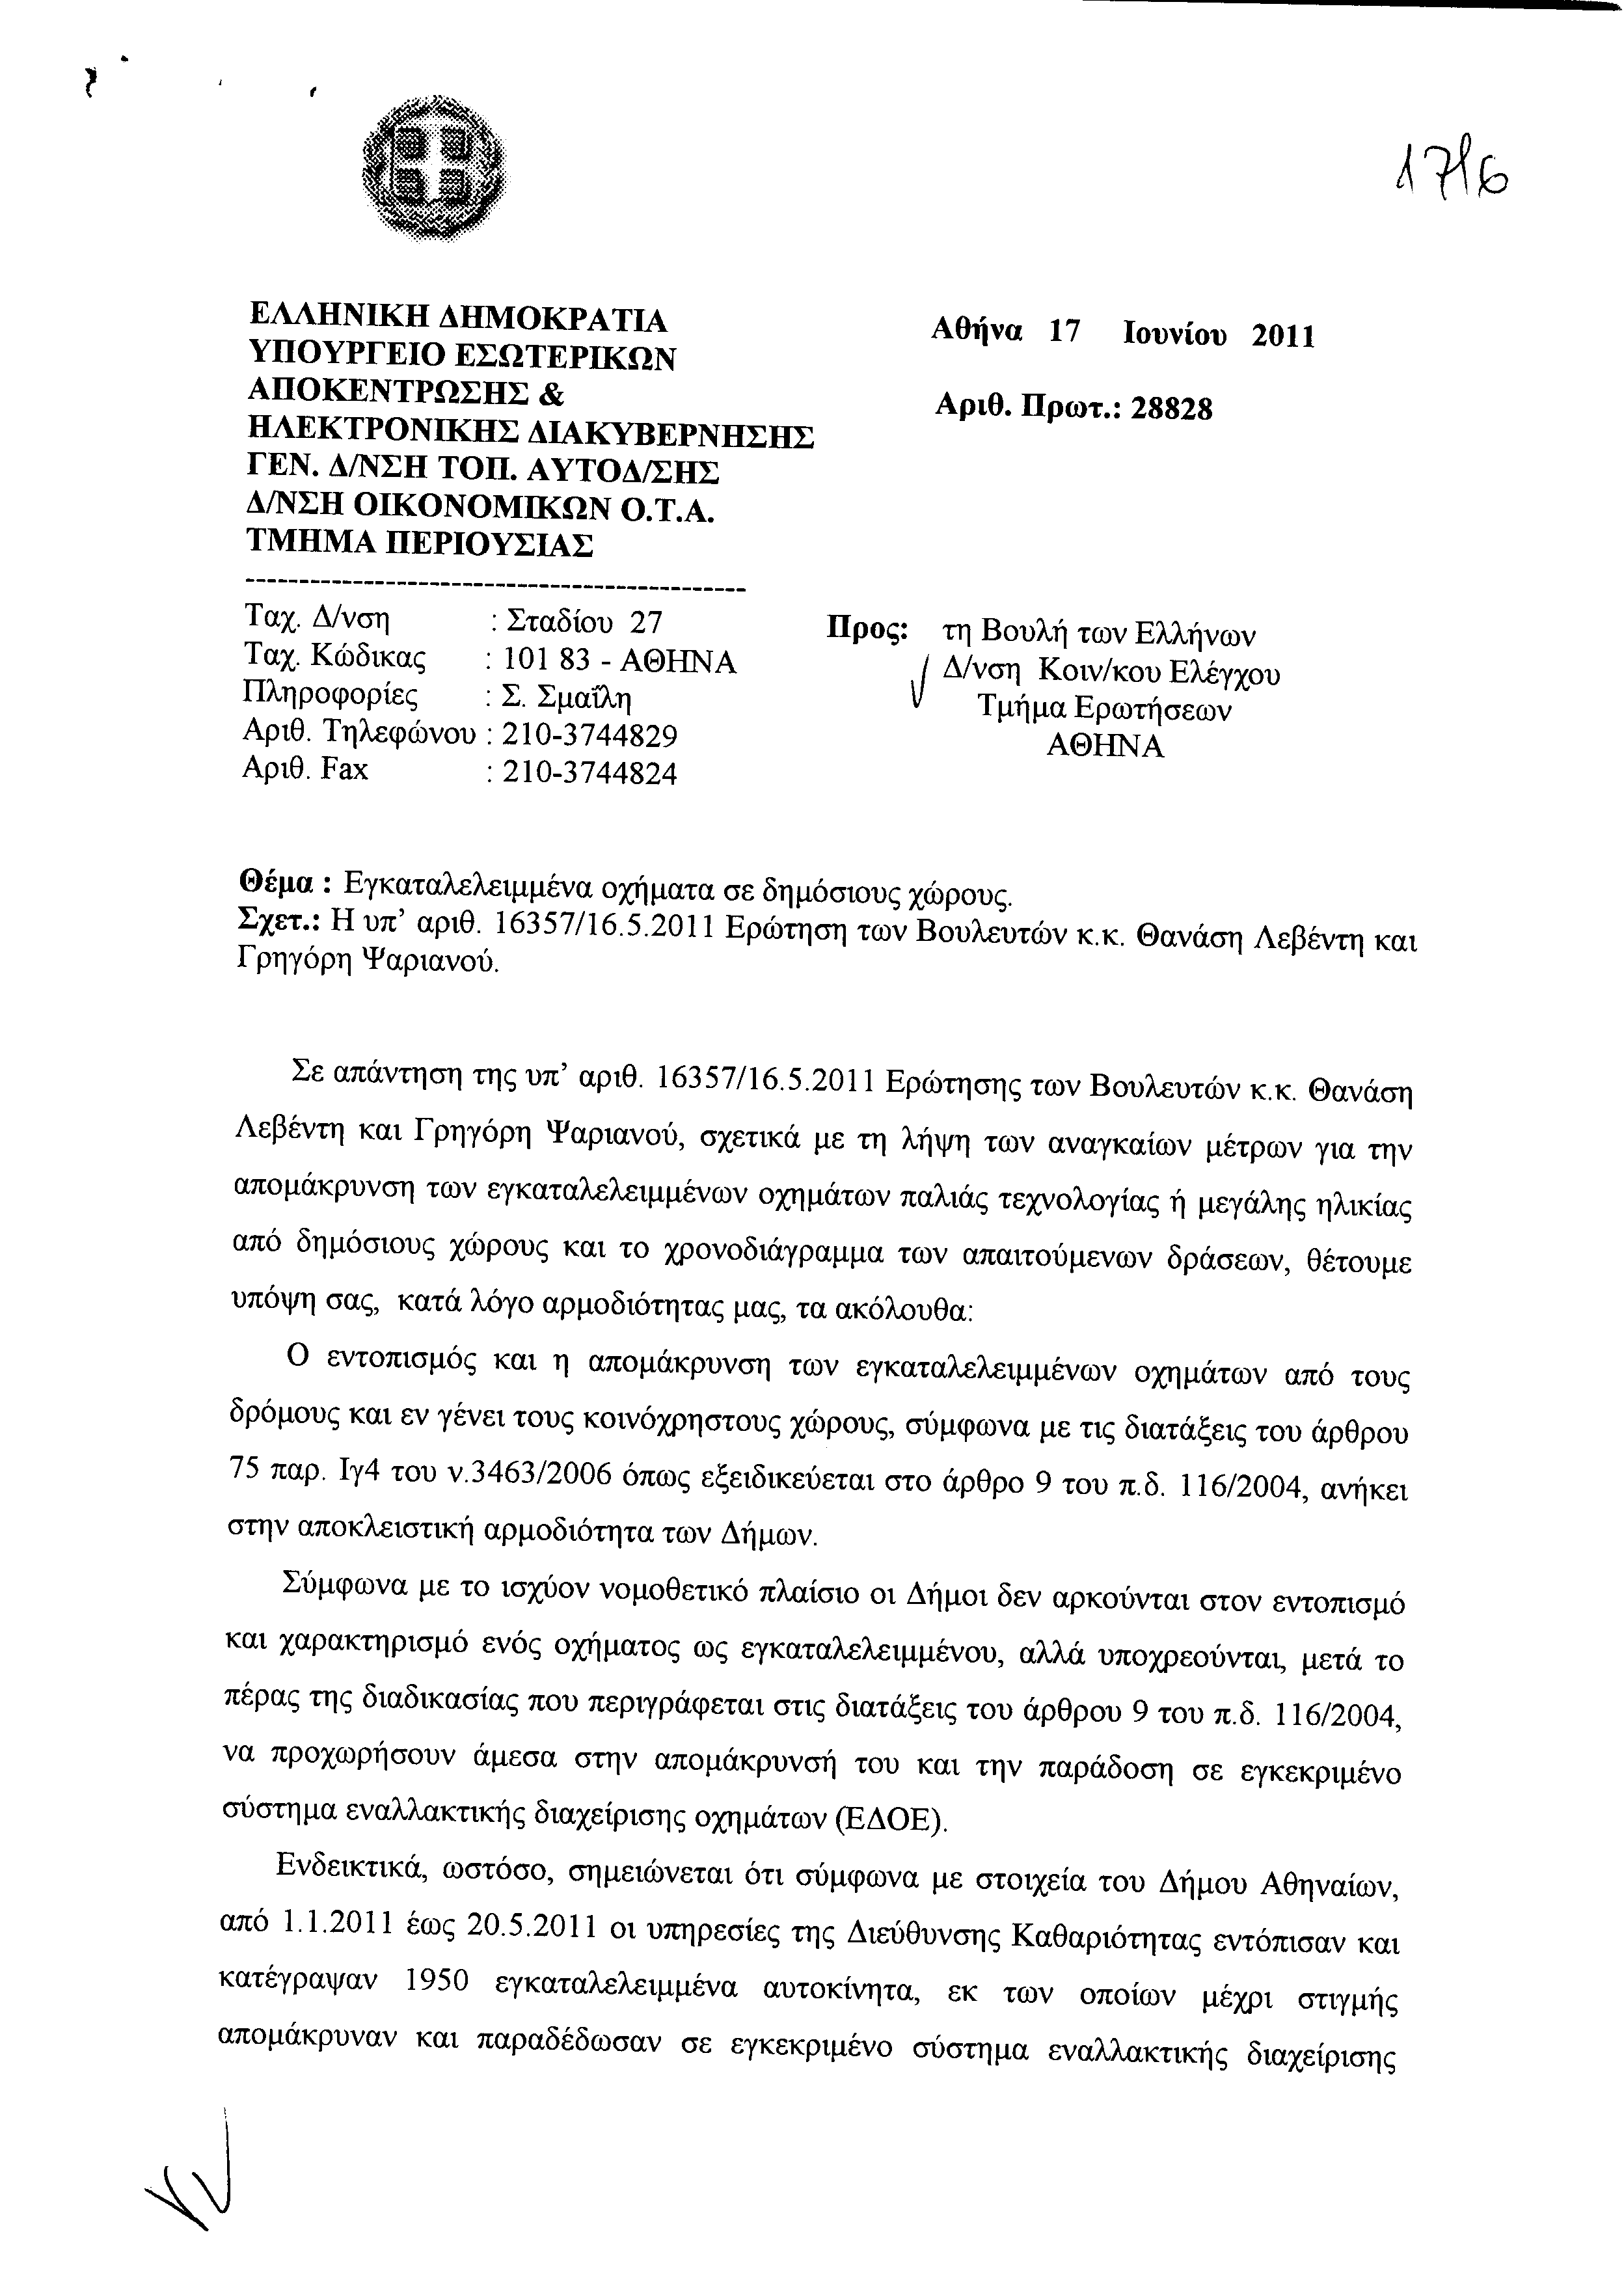 17/6
ΕΛΛΗΝΙΚΗ ΔΗΜΟΚΡΑΤΙΑ
ΥΠΟΥΡΓΕΙΟ ΕΣΩΤΕΡΙΚΩΝ
ΑΠΟΚΕΝΤΡΩΣΗΣ &
ΗΛΕΚΤΡΟΝΙΚΗΣ ΔΙΑΚΥΒΕΡΝΗΣΗΣ
ΓΕΝ. Δ/ΝΣΗ ΤΟΠ. ΑΥΤΟΔ/ΣΗΣ
Δ/ΝΣΗ ΟΙΚΟΝΟΜΙΚΩΝ Ο.Τ.Α.
ΤΜΗΜΑ ΠΕΡΙΟΥΣΙΑΣ
Αθήνα 17 Ιουνίου 2011
Αριθ. Πρωτ.: 28828
----------------------------------------------
Ταχ. Δ/νση : Σταδίου 27
Ταχ. Κώδικας : 101 83 - ΑΘΗΝΑ
Πληροφορίες : Σ. Σμαΐλη
Αριθ. Τηλεφώνου : 210-3744829
Αριθ. Fax : 210-3744824
Προς: τη Βουλή των Ελλήνων
Δ/νση Κοιν/κου Ελέγχου
Τμήμα Ερωτήσεων
ΑΘΗΝΑ
Θέμα : Εγκαταλελειμμένα οχήματα σε δημόσιους χώρους.
Σχετ.: Η υπ’ αριθ. 16357/16.5.2011 Ερώτηση των Βουλευτών κ.κ. Θανάση Λεβέντη και
Γρηγόρη Ψαριανού.
Σε απάντηση της υπ’ αριθ. 16357/16.5.2011 Ερώτησης των Βουλευτών κ.κ. Θανάση
Λεβέντη και Γρηγόρη Ψαριανού, σχετικά με τη λήψη των αναγκαίων μέτρων για την
απομάκρυνση των εγκαταλελειμμένων οχημάτων παλιάς τεχνολογίας ή μεγάλης ηλικίας
από δημόσιους χώρους και το χρονοδιάγραμμα των απαιτούμενων δράσεων, θέτουμε
υπόψη σας, κατά λόγο αρμοδιότητας μας, τα ακόλουθα:
Ο εντοπισμός και η απομάκρυνση των εγκαταλελειμμένων οχημάτων από τους
δρόμους και εν γένει τους κοινόχρηστους χώρους, σύμφωνα με τις διατάξεις του άρθρου
75 παρ. Ιγ4 του ν.3463/2006 όπως εξειδικεύεται στο άρθρο 9 του π.δ. 116/2004, ανήκει
στην αποκλειστική αρμοδιότητα των Δήμων.
Σύμφωνα με το ισχύον νομοθετικό πλαίσιο οι Δήμοι δεν αρκούνται στον εντοπισμό
και χαρακτηρισμό ενός οχήματος ως εγκαταλελειμμένου, αλλά υποχρεούνται, μετά το
πέρας της διαδικασίας που περιγράφεται στις διατάξεις του άρθρου 9 του π.δ. 116/2004,
να προχωρήσουν άμεσα στην απομάκρυνσή του και την παράδοση σε εγκεκριμένο
σύστημα εναλλακτικής διαχείρισης οχημάτων (ΕΔΟΕ).
Ενδεικτικά, ωστόσο, σημειώνεται ότι σύμφωνα με στοιχεία του Δήμου Αθηναίων,
από 1.1.2011 έως 20.5.2011 οι υπηρεσίες της Διεύθυνσης Καθαριότητας εντόπισαν και
κατέγραψαν 1950 εγκαταλελειμμένα αυτοκίνητα, εκ των οποίων μέχρι στιγμής
απομάκρυναν και παραδέδωσαν σε εγκεκριμένο σύστημα εναλλακτικής διαχείρισης